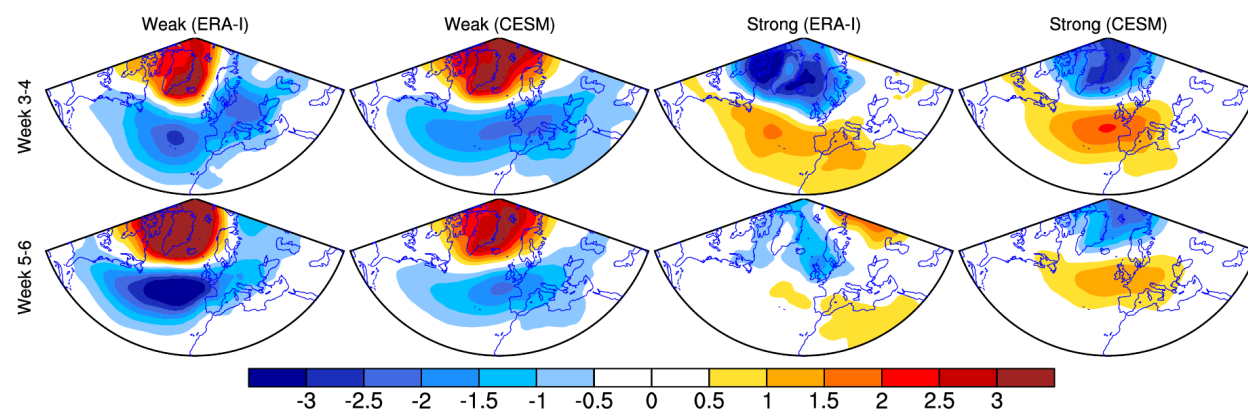 Weak (ERA-I) Weak (CESM) Strong (ERA-I) Strong (CESM)
Week 3-4
Week 5-6
-3 -2.5 -2 -1.5 -1 -0.5 0 0.5 1 1.5 2 2.5 3